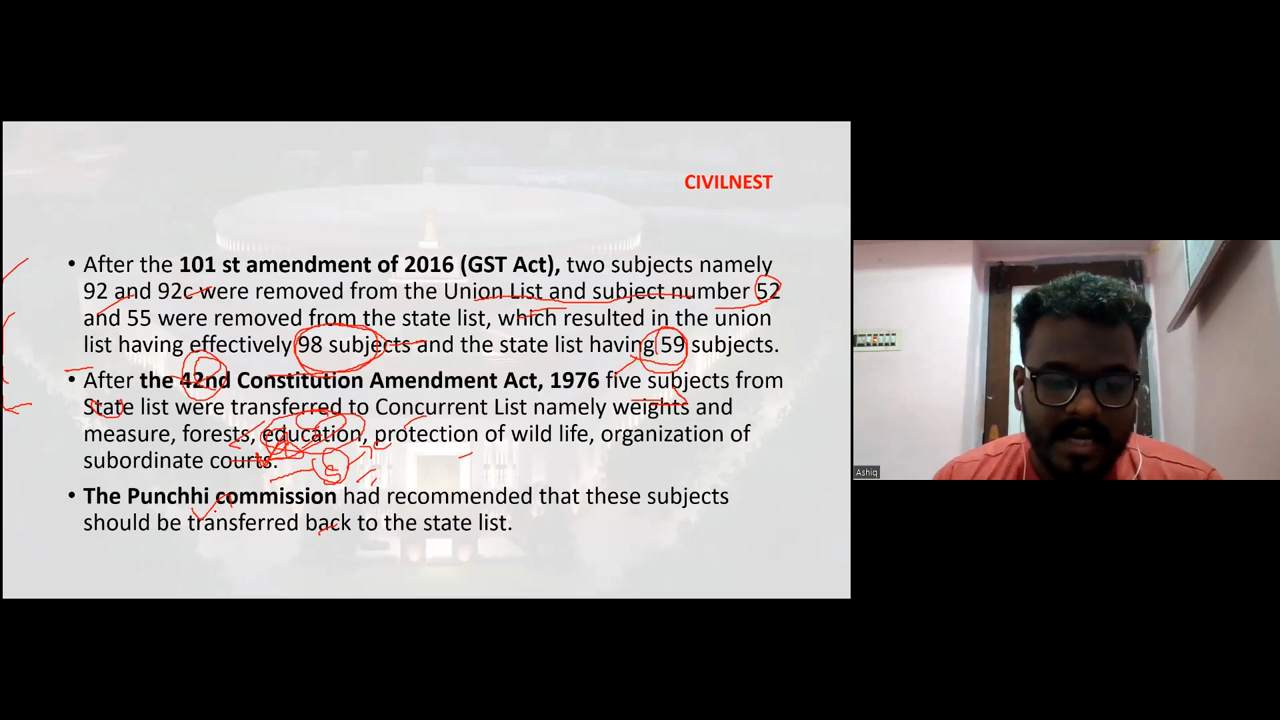 CIVILNEST
• After the 101 st amendment of 2016 (GST Act), two subjects namely
92 and 92c were removed from the Union List and subject number 52
and 55 were removed from the state list, which resulted in the union
list having effectively 98 subjects and the state list having 59 subjects.
• After the 42nd Constitution Amendment Act, 1976 five subjects from
State list were transferred to Concurrent List namely weights and
measure, forests, education, protection of wild life, organization of
subordinate courts.
• The Punchhi commission had recommended that these subjects
should be transferred back to the state list.
Ashiq